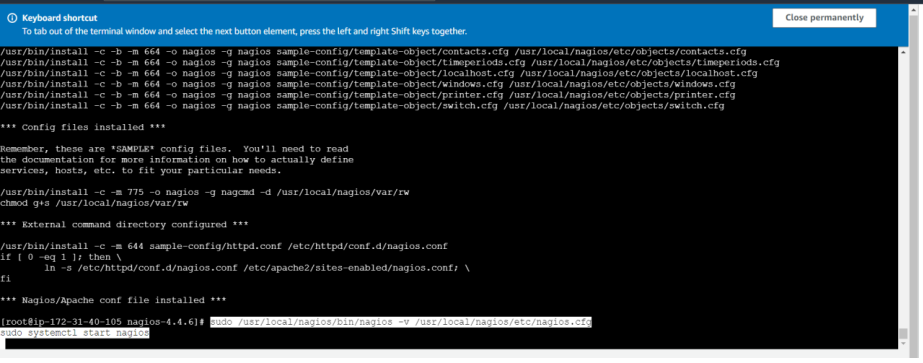 Keyboard shortcut
To tab out of the terminal window and select the next button element, press the left and right Shift keys together.
Close permanently
/usr/bin/install -c -b -m 664 -o nagios -g nagios sample-config/template-object/contacts.cfg /usr/local/nagios/etc/objects/contacts.cfg
/usr/bin/install -c -b -m 664 -o nagios -g nagios sample-config/template-object/timeperiods.cfg /usr/local/nagios/etc/objects/timeperiods.cfg
/usr/bin/install -c -b -m 664 -o nagios -g nagios sample-config/template-object/localhost.cfg /usr/local/nagios/etc/objects/localhost.cfg
/usr/bin/install -c -b -m 664 -o nagios -g nagios sample-config/template-object/windows.cfg /usr/local/nagios/etc/objects/windows.cfg
/usr/bin/install -c -b -m 664 -o nagios -g nagios sample-config/template-object/printer.cfg /usr/local/nagios/etc/objects/printer.cfg
/usr/bin/install -c -b -m 664 -o nagios -g nagios sample-config/template-object/switch.cfg /usr/local/nagios/etc/objects/switch.cfg
*** Config files installed ***
Remember, these are *SAMPLE* config files.  You'll need to read
the documentation for more information on how to actually define
services, hosts, etc. to fit your particular needs.
/usr/bin/install -c -m 775 -o nagios -g nagcmd -d /usr/local/nagios/var/rw
chmod g+s /usr/local/nagios/var/rw
*** External command directory configured ***
/usr/bin/install -c -m 644 sample-config/httpd.conf /etc/httpd/conf.d/nagios.conf
if [ 0 -eq 1 ]; then \
ln -s /etc/httpd/conf.d/nagios.conf /etc/apache2/sites-enabled/nagios.conf; \
fi
*** Nagios/Apache conf file installed ***
[root@ip-172-31-40-105 nagios-4.4.6]# sudo /usr/local/nagios/bin/nagios -v /usr/local/nagios/etc/nagios.cfg
sudo systemctl start nagios